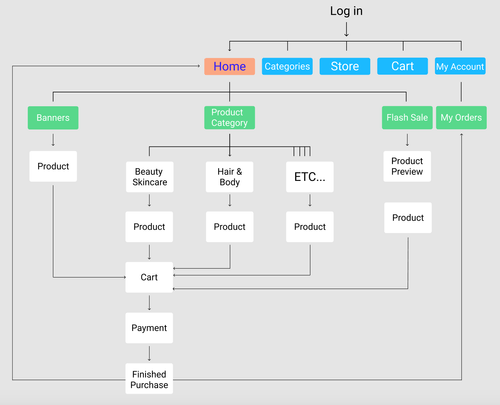 Log in
Home
Categories
Store
Cart
My Account
Banners
Product
Category
Flash Sale
My Orders
Product
Beauty
Skincare
Hair &
Body
ETC...
Product
Preview
Product
Product
Product
Product
Cart
Payment
Finished
Purchase